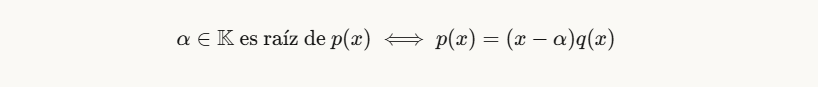 α ∈ 𝕂 es raíz de p(x) ⟺ p(x) = (x − α)q(x)